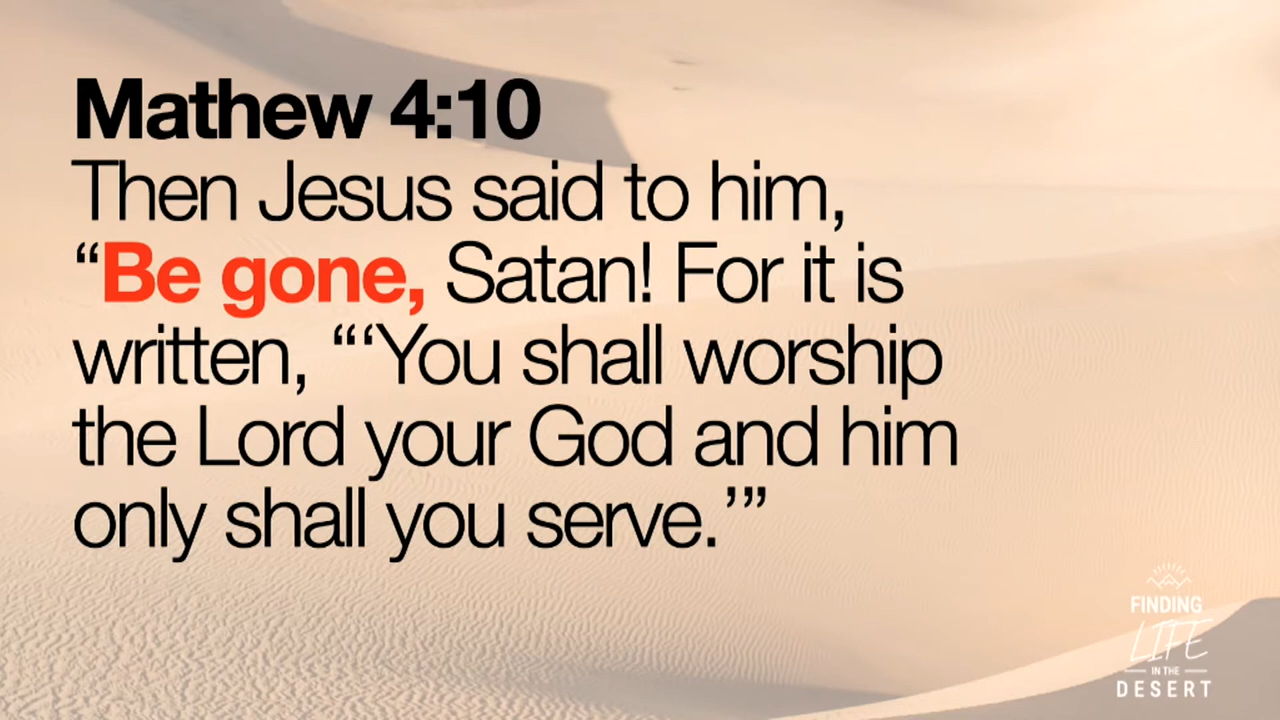 Mathew 4:10
Then Jesus said to him,
“Be gone, Satan! For it is
written, “‘You shall worship
the Lord your God and him
only shall you serve.’”
FINDING
LIFE
IN THE
DESERT